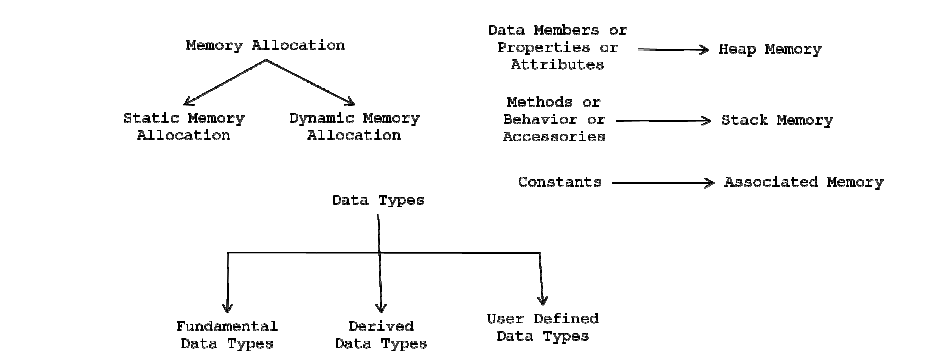 Memory Allocation
Static Memory
Allocation
Dynamic Memory
Allocation
Data Members or
Properties or
Attributes
Heap Memory
Methods or
Behavior or
Accessories
Stack Memory
Constants
Associated Memory
Data Types
Fundamental
Data Types
Derived
Data Types
User Defined
Data Types